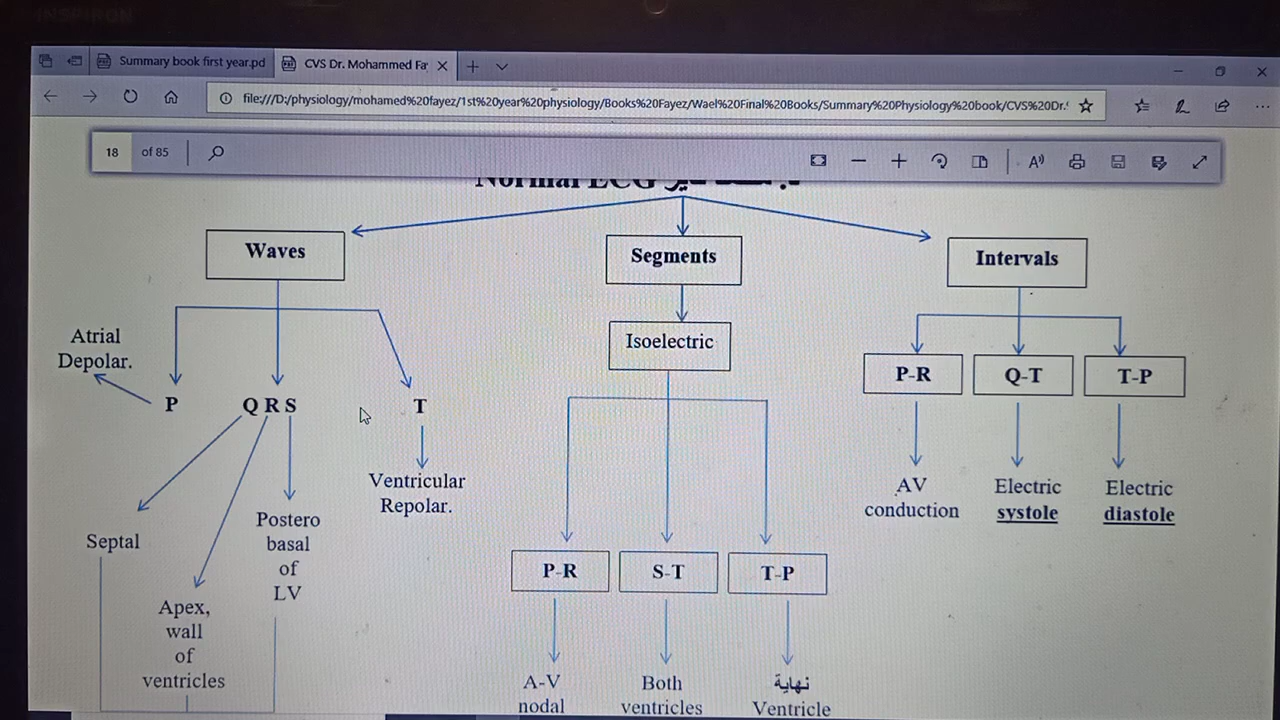 INSPIRON
Summary book first year.pd
CVS Dr. Mohammed Fa
file:///D:/physiology/mohamed%20fayez/1st%20year%20physiology/Books%20Fayez/Wael%20Final%20Books/Summary%20Physiology%20book/CVS%20Dr.
18 of 85
Normal ECG
Waves
Segments
Intervals
Isoelectric
Atrial
Depolar.
P
Q R S
T
P-R
Q-T
T-P
Ventricular
Repolar.
AV
conduction
Electric
systole
Electric
diastole
Septal
Postero
basal
of
LV
Apex,
wall
of
ventricles
P-R
S-T
T-P
A-V
nodal
Both
ventricles
نهاية
Ventricle